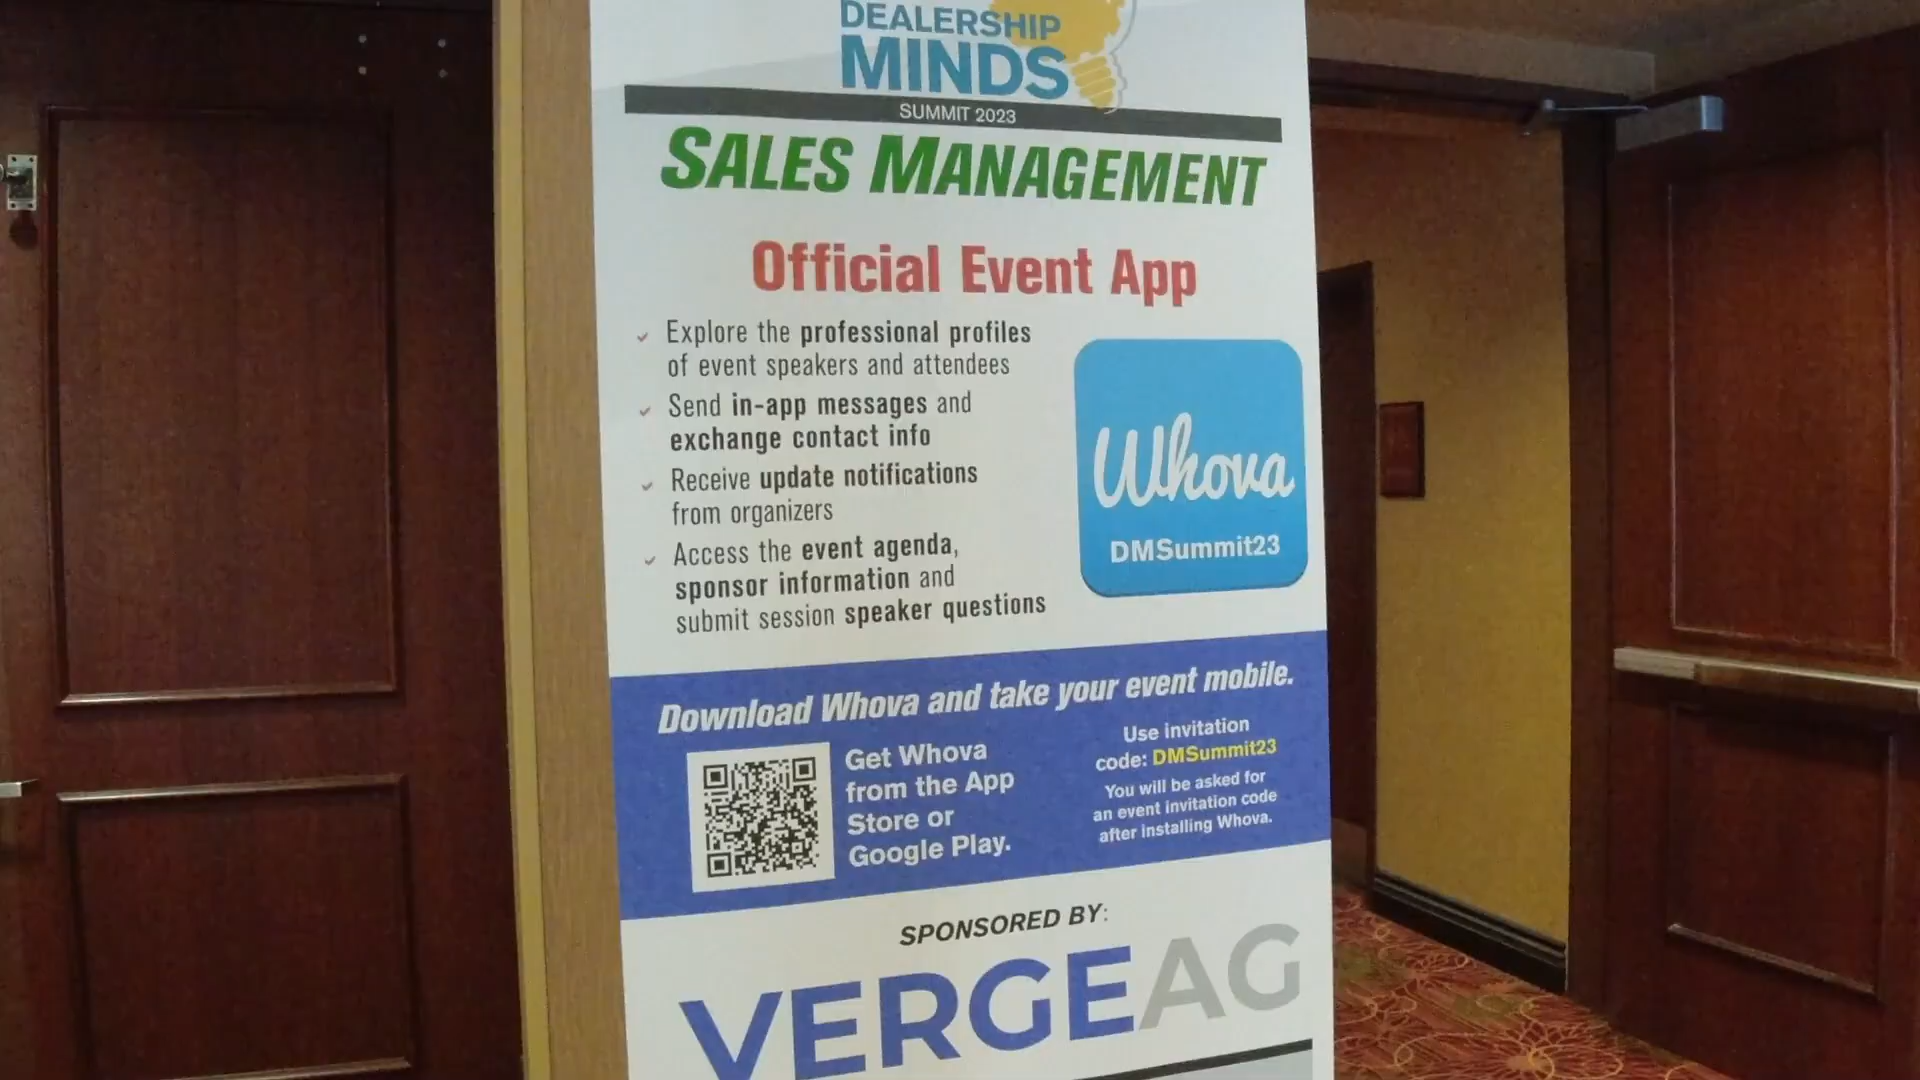 DEALERSHIP
MINDS
SUMMIT 2023
SALES MANAGEMENT
Official Event App
Explore the professional profiles
of event speakers and attendees
Send in-app messages and
exchange contact info
Receive update notifications
from organizers
Access the event agenda,
sponsor information and
submit session speaker questions
Whova
DMSummit23
Download Whova and take your event mobile.
Get Whova
from the App
Store or
Google Play.
Use invitation
code: DMSummit23
You will be asked for
an event invitation code
after installing Whova.
SPONSORED BY:
VERGEAG